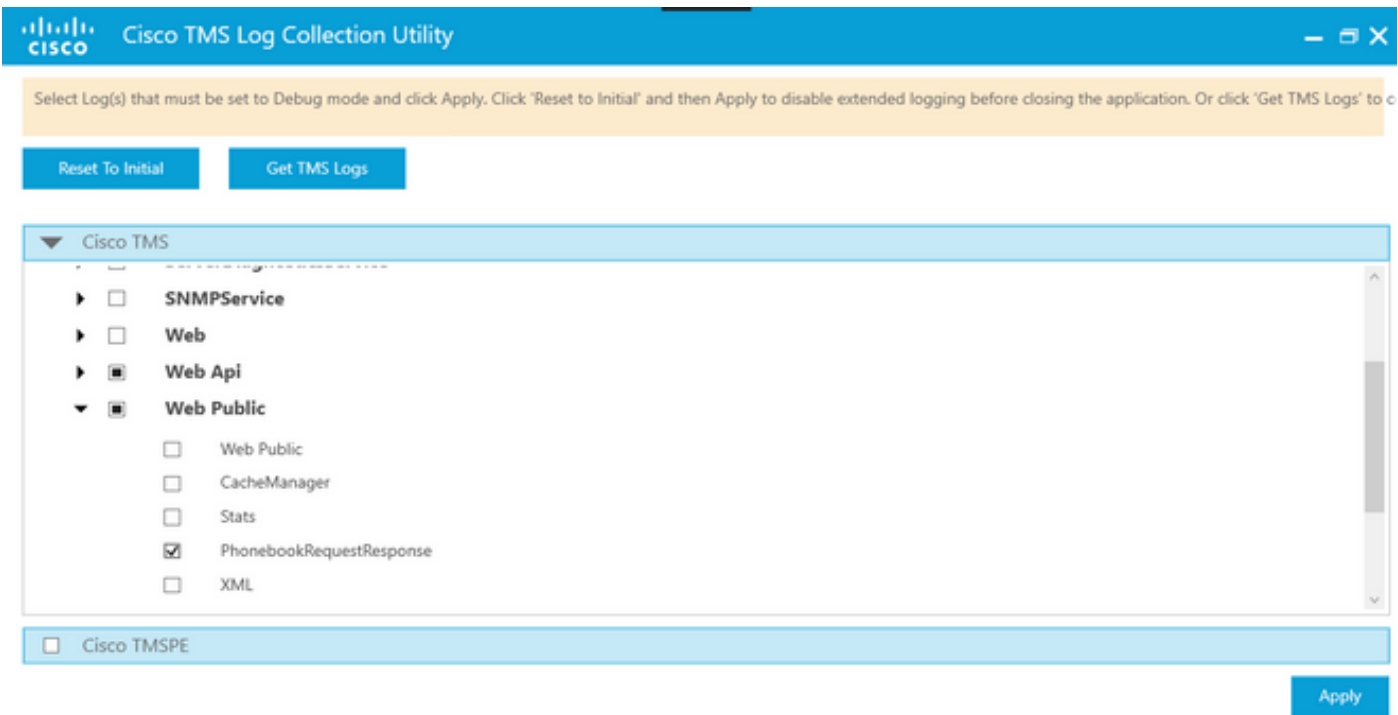 CISCO
Cisco TMS Log Collection Utility
Select Log(s) that must be set to Debug mode and click Apply. Click 'Reset to Initial' and then Apply to disable extended logging before closing the application. Or click 'Get TMS Logs' to c
Reset To Initial
Get TMS Logs
Cisco TMS
SNMPService
Web
Web Api
Web Public
Web Public
CacheManager
Stats
PhonebookRequestResponse
XML
Cisco TMSPE
Apply